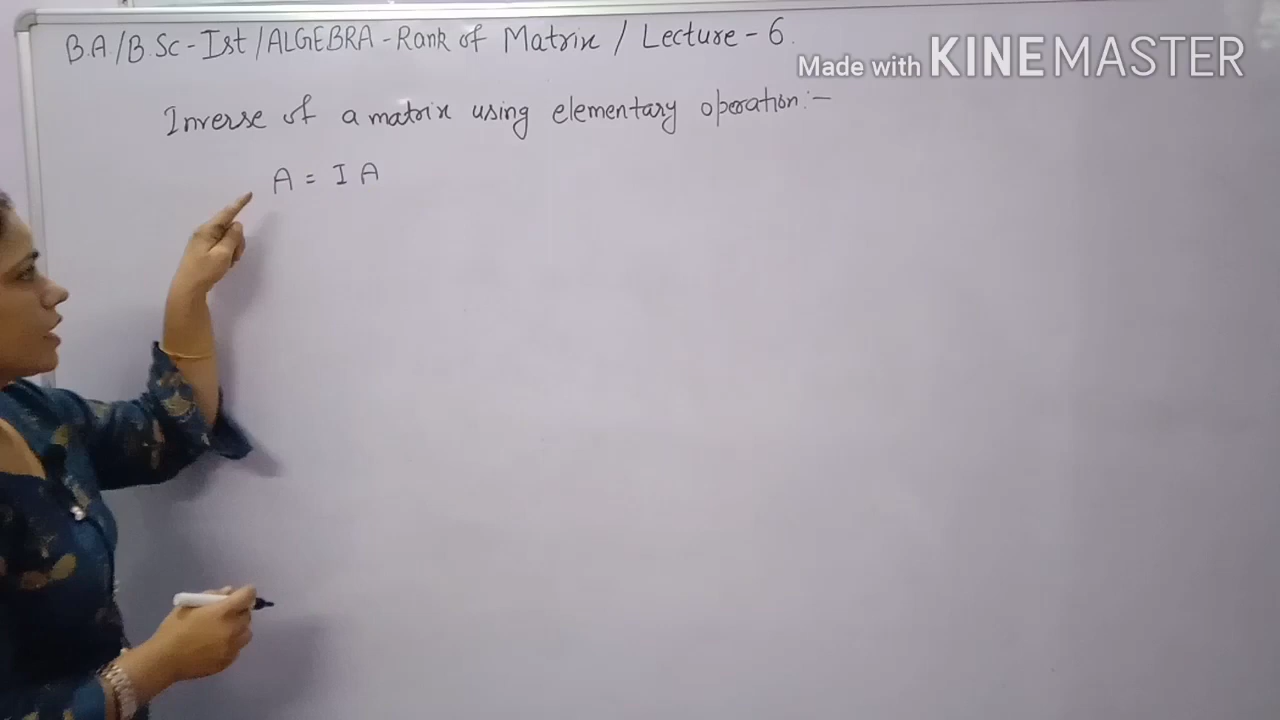 B.A/B.Sc-Ist/ALGEBRA-Rank of Matrix / Lecture-6.
Made with KINEMASTER
Inverse of a matrix using elementary operation:-
A = I A